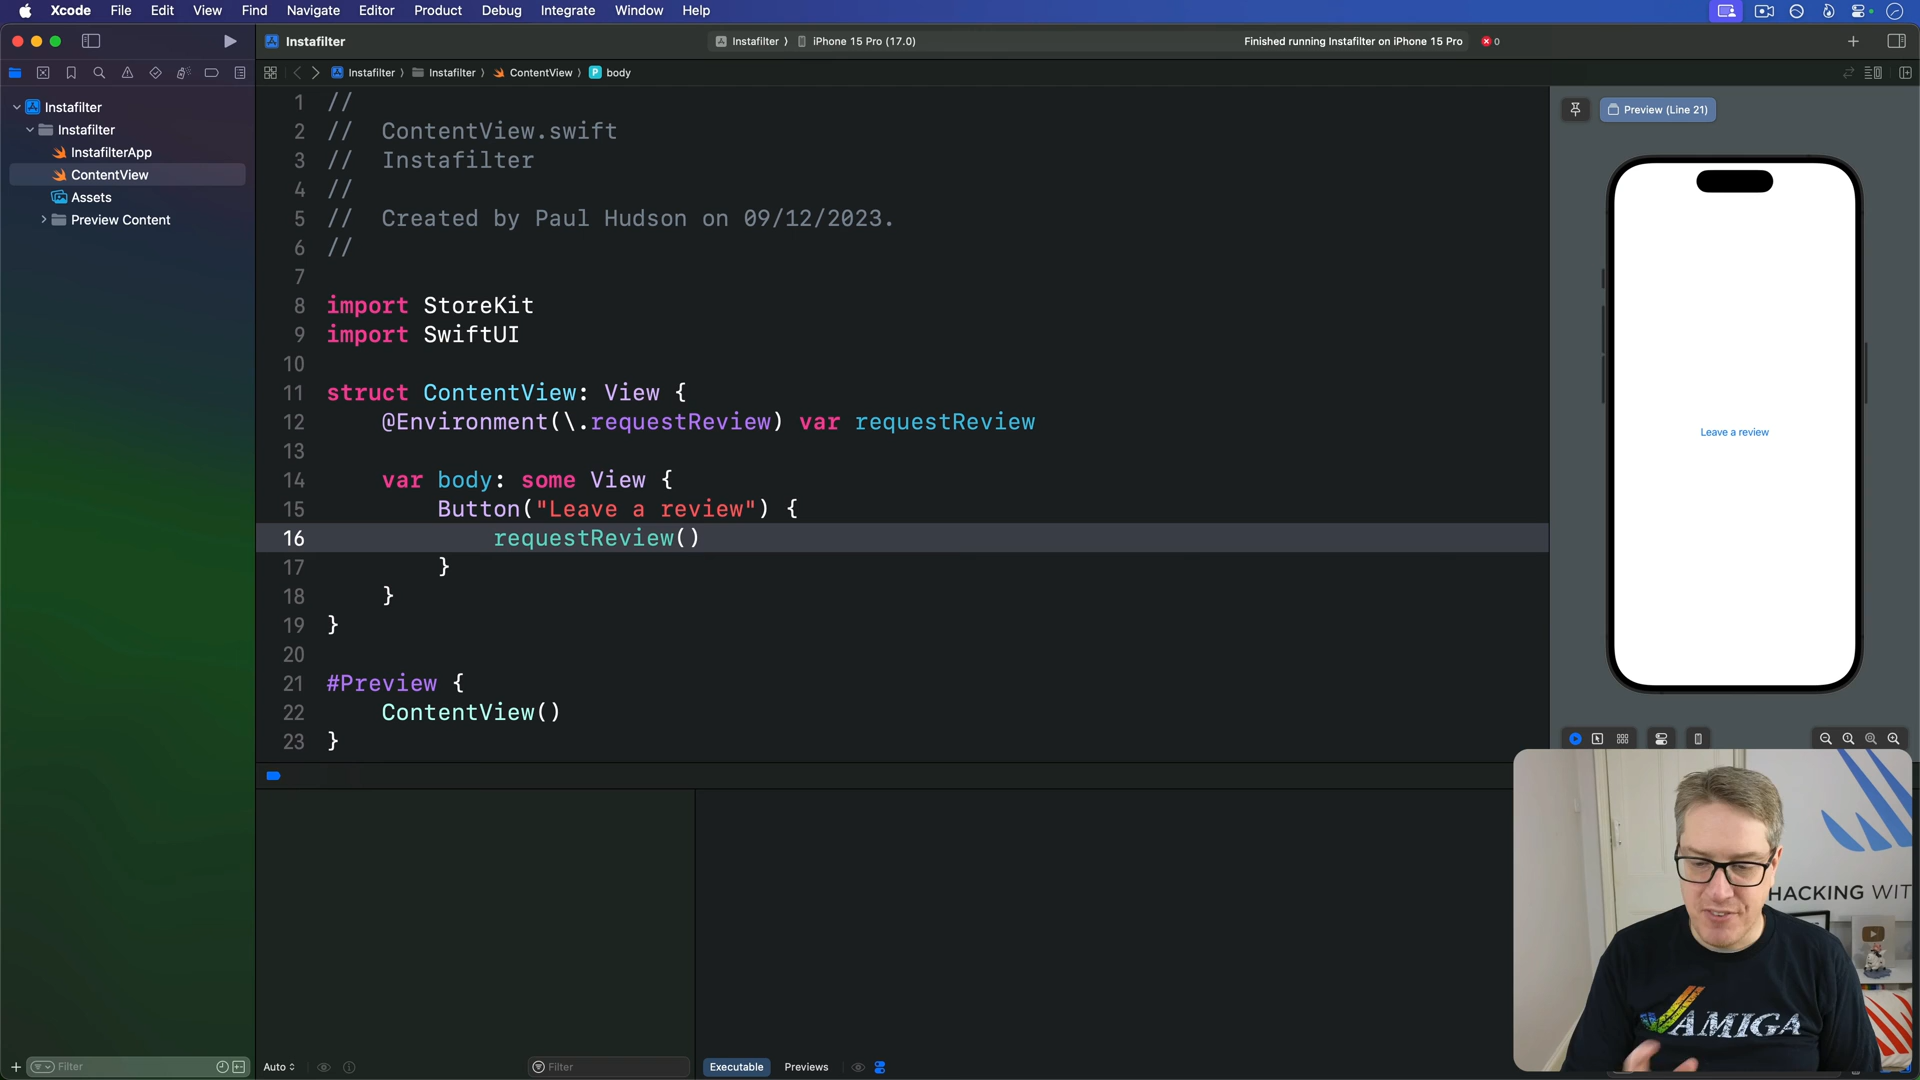 Xcode File Edit View Find Navigate Editor Product Debug Integrate Window Help
Instafilter
Instafilter 〉 iPhone 15 Pro (17.0)
Finished running Instafilter on iPhone 15 Pro
0
Instafilter 〉 Instafilter 〉 ContentView 〉 P body
Instafilter
Instafilter
InstafilterApp
ContentView
Assets
Preview Content
1 //
2 //  ContentView.swift
3 //  Instafilter
4 //
5 //  Created by Paul Hudson on 09/12/2023.
6 //
7
8 import StoreKit
9 import SwiftUI
10
11 struct ContentView: View {
12     @Environment(\.requestReview) var requestReview
13
14     var body: some View {
15         Button("Leave a review") {
16             requestReview()
17         }
18     }
19 }
20
21 #Preview {
22     ContentView()
23 }
Preview (Line 21)
Leave a review
HACKING WIT
AMIGA
Filter
Auto
Filter
Executable Previews